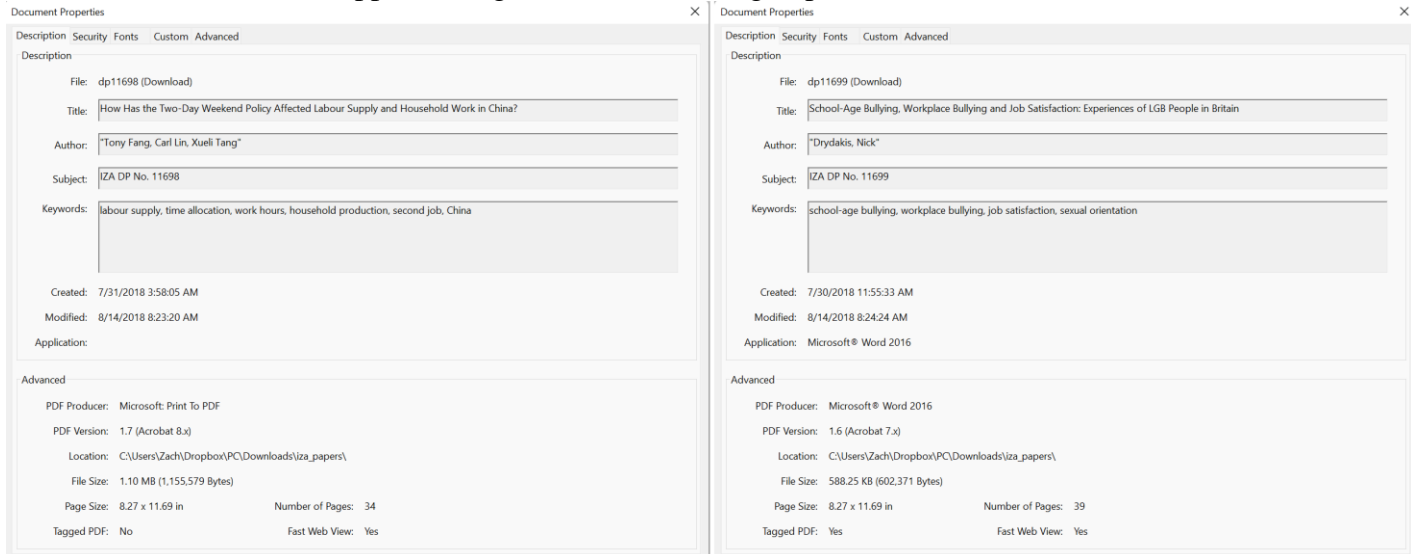 Document Properties
Description Security Fonts Custom Advanced
Description
File: dp11698 (Download)
Title: How Has the Two-Day Weekend Policy Affected Labour Supply and Household Work in China?
Author: "Tony Fang, Carl Lin, Xueli Tang"
Subject: IZA DP No. 11698
Keywords: labour supply, time allocation, work hours, household production, second job, China
Created: 7/31/2018 3:58:05 AM
Modified: 8/14/2018 8:23:20 AM
Application:
Advanced
PDF Producer: Microsoft: Print To PDF
PDF Version: 1.7 (Acrobat 8.x)
Location: C:\Users\Zach\Dropbox\PC\Downloads\iza_papers\
File Size: 1.10 MB (1,155,579 Bytes)
Page Size: 8.27 x 11.69 in Number of Pages: 34
Tagged PDF: No Fast Web View: Yes
Document Properties
Description Security Fonts Custom Advanced
Description
File: dp11699 (Download)
Title: School-Age Bullying, Workplace Bullying and Job Satisfaction: Experiences of LGB People in Britain
Author: "Drydakis, Nick"
Subject: IZA DP No. 11699
Keywords: school-age bullying, workplace bullying, job satisfaction, sexual orientation
Created: 7/30/2018 11:55:33 AM
Modified: 8/14/2018 8:24:24 AM
Application: Microsoft® Word 2016
Advanced
PDF Producer: Microsoft® Word 2016
PDF Version: 1.6 (Acrobat 7.x)
Location: C:\Users\Zach\Dropbox\PC\Downloads\iza_papers\
File Size: 588.25 KB (602,371 Bytes)
Page Size: 8.27 x 11.69 in Number of Pages: 39
Tagged PDF: Yes Fast Web View: Yes